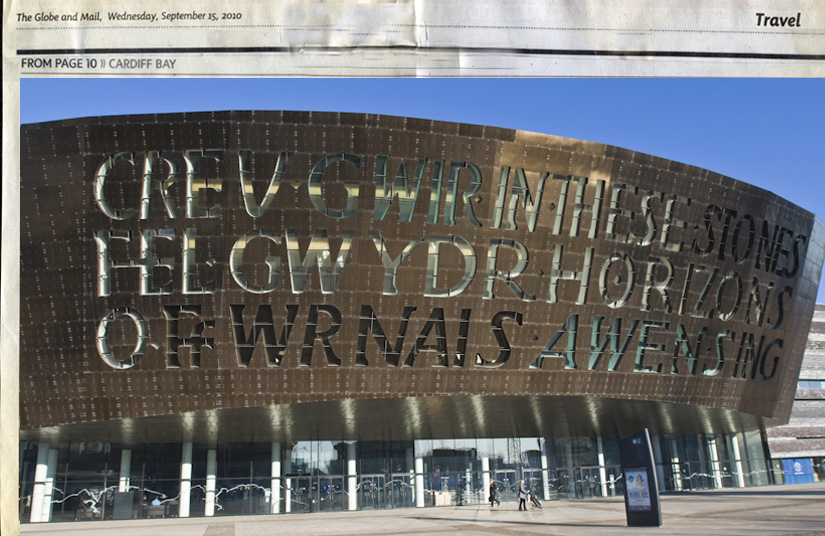 The Globe and Mail, Wednesday, September 15, 2010
Travel
FROM PAGE 10 » CARDIFF BAY
CREV·GWIR IN·THESE·STONES
FEL·GWYDR HORIZONS
O·FFWRNAIS·AWEN SING